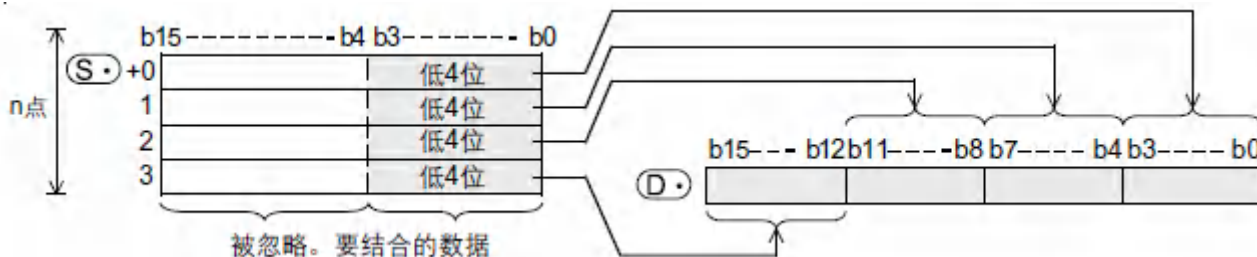 b15 - - - - - - - - - - - b4 b3 - - - - - - - - b0
n点
S· +0 低4位
1 低4位
2 低4位
3 低4位
b15 - - - - b12 b11 - - - - - b8 b7 - - - - - b4 b3 - - - - b0
D·
被忽略。要结合的数据